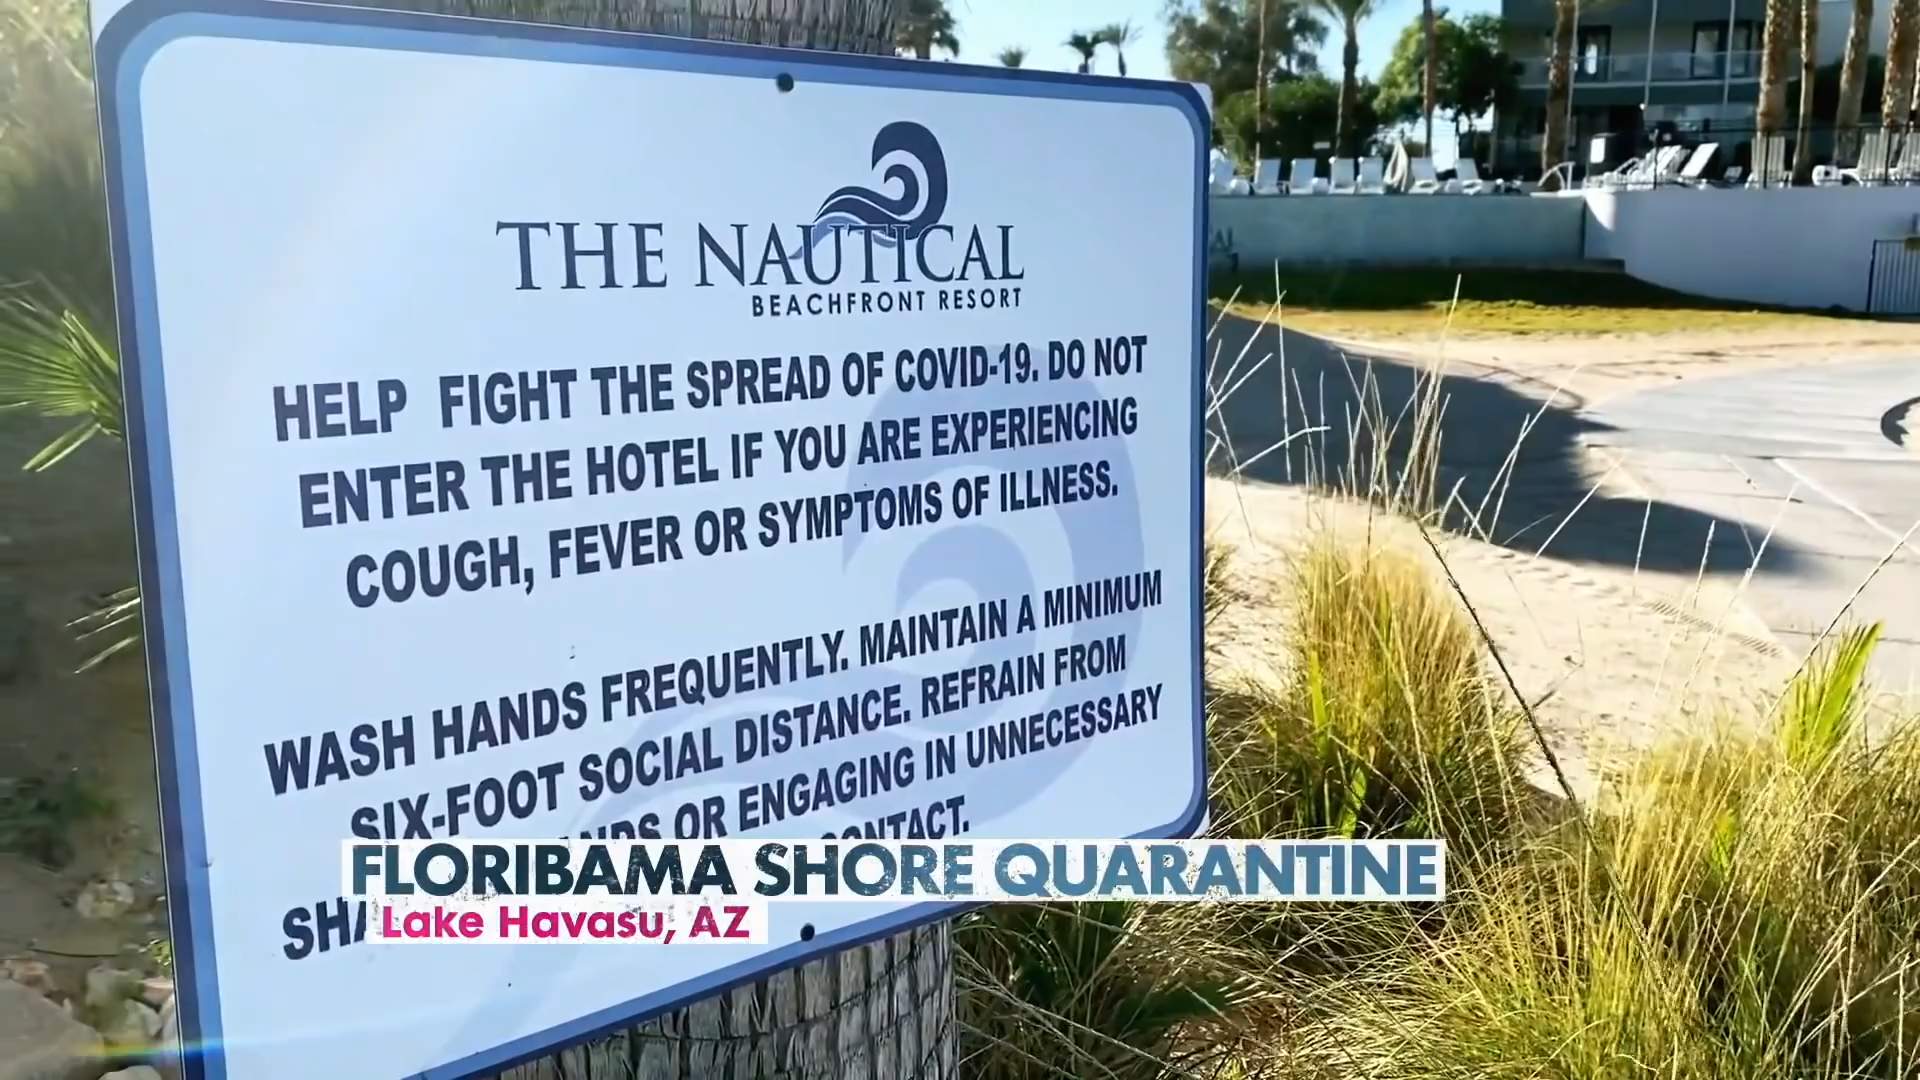 THE NAUTICAL
BEACHFRONT RESORT
HELP FIGHT THE SPREAD OF COVID-19. DO NOT
ENTER THE HOTEL IF YOU ARE EXPERIENCING
COUGH, FEVER OR SYMPTOMS OF ILLNESS.
WASH HANDS FREQUENTLY. MAINTAIN A MINIMUM
SIX-FOOT SOCIAL DISTANCE. REFRAIN FROM
OR ENGAGING IN UNNECESSARY
CONTACT.
FLORIBAMA SHORE QUARANTINE
Lake Havasu, AZ